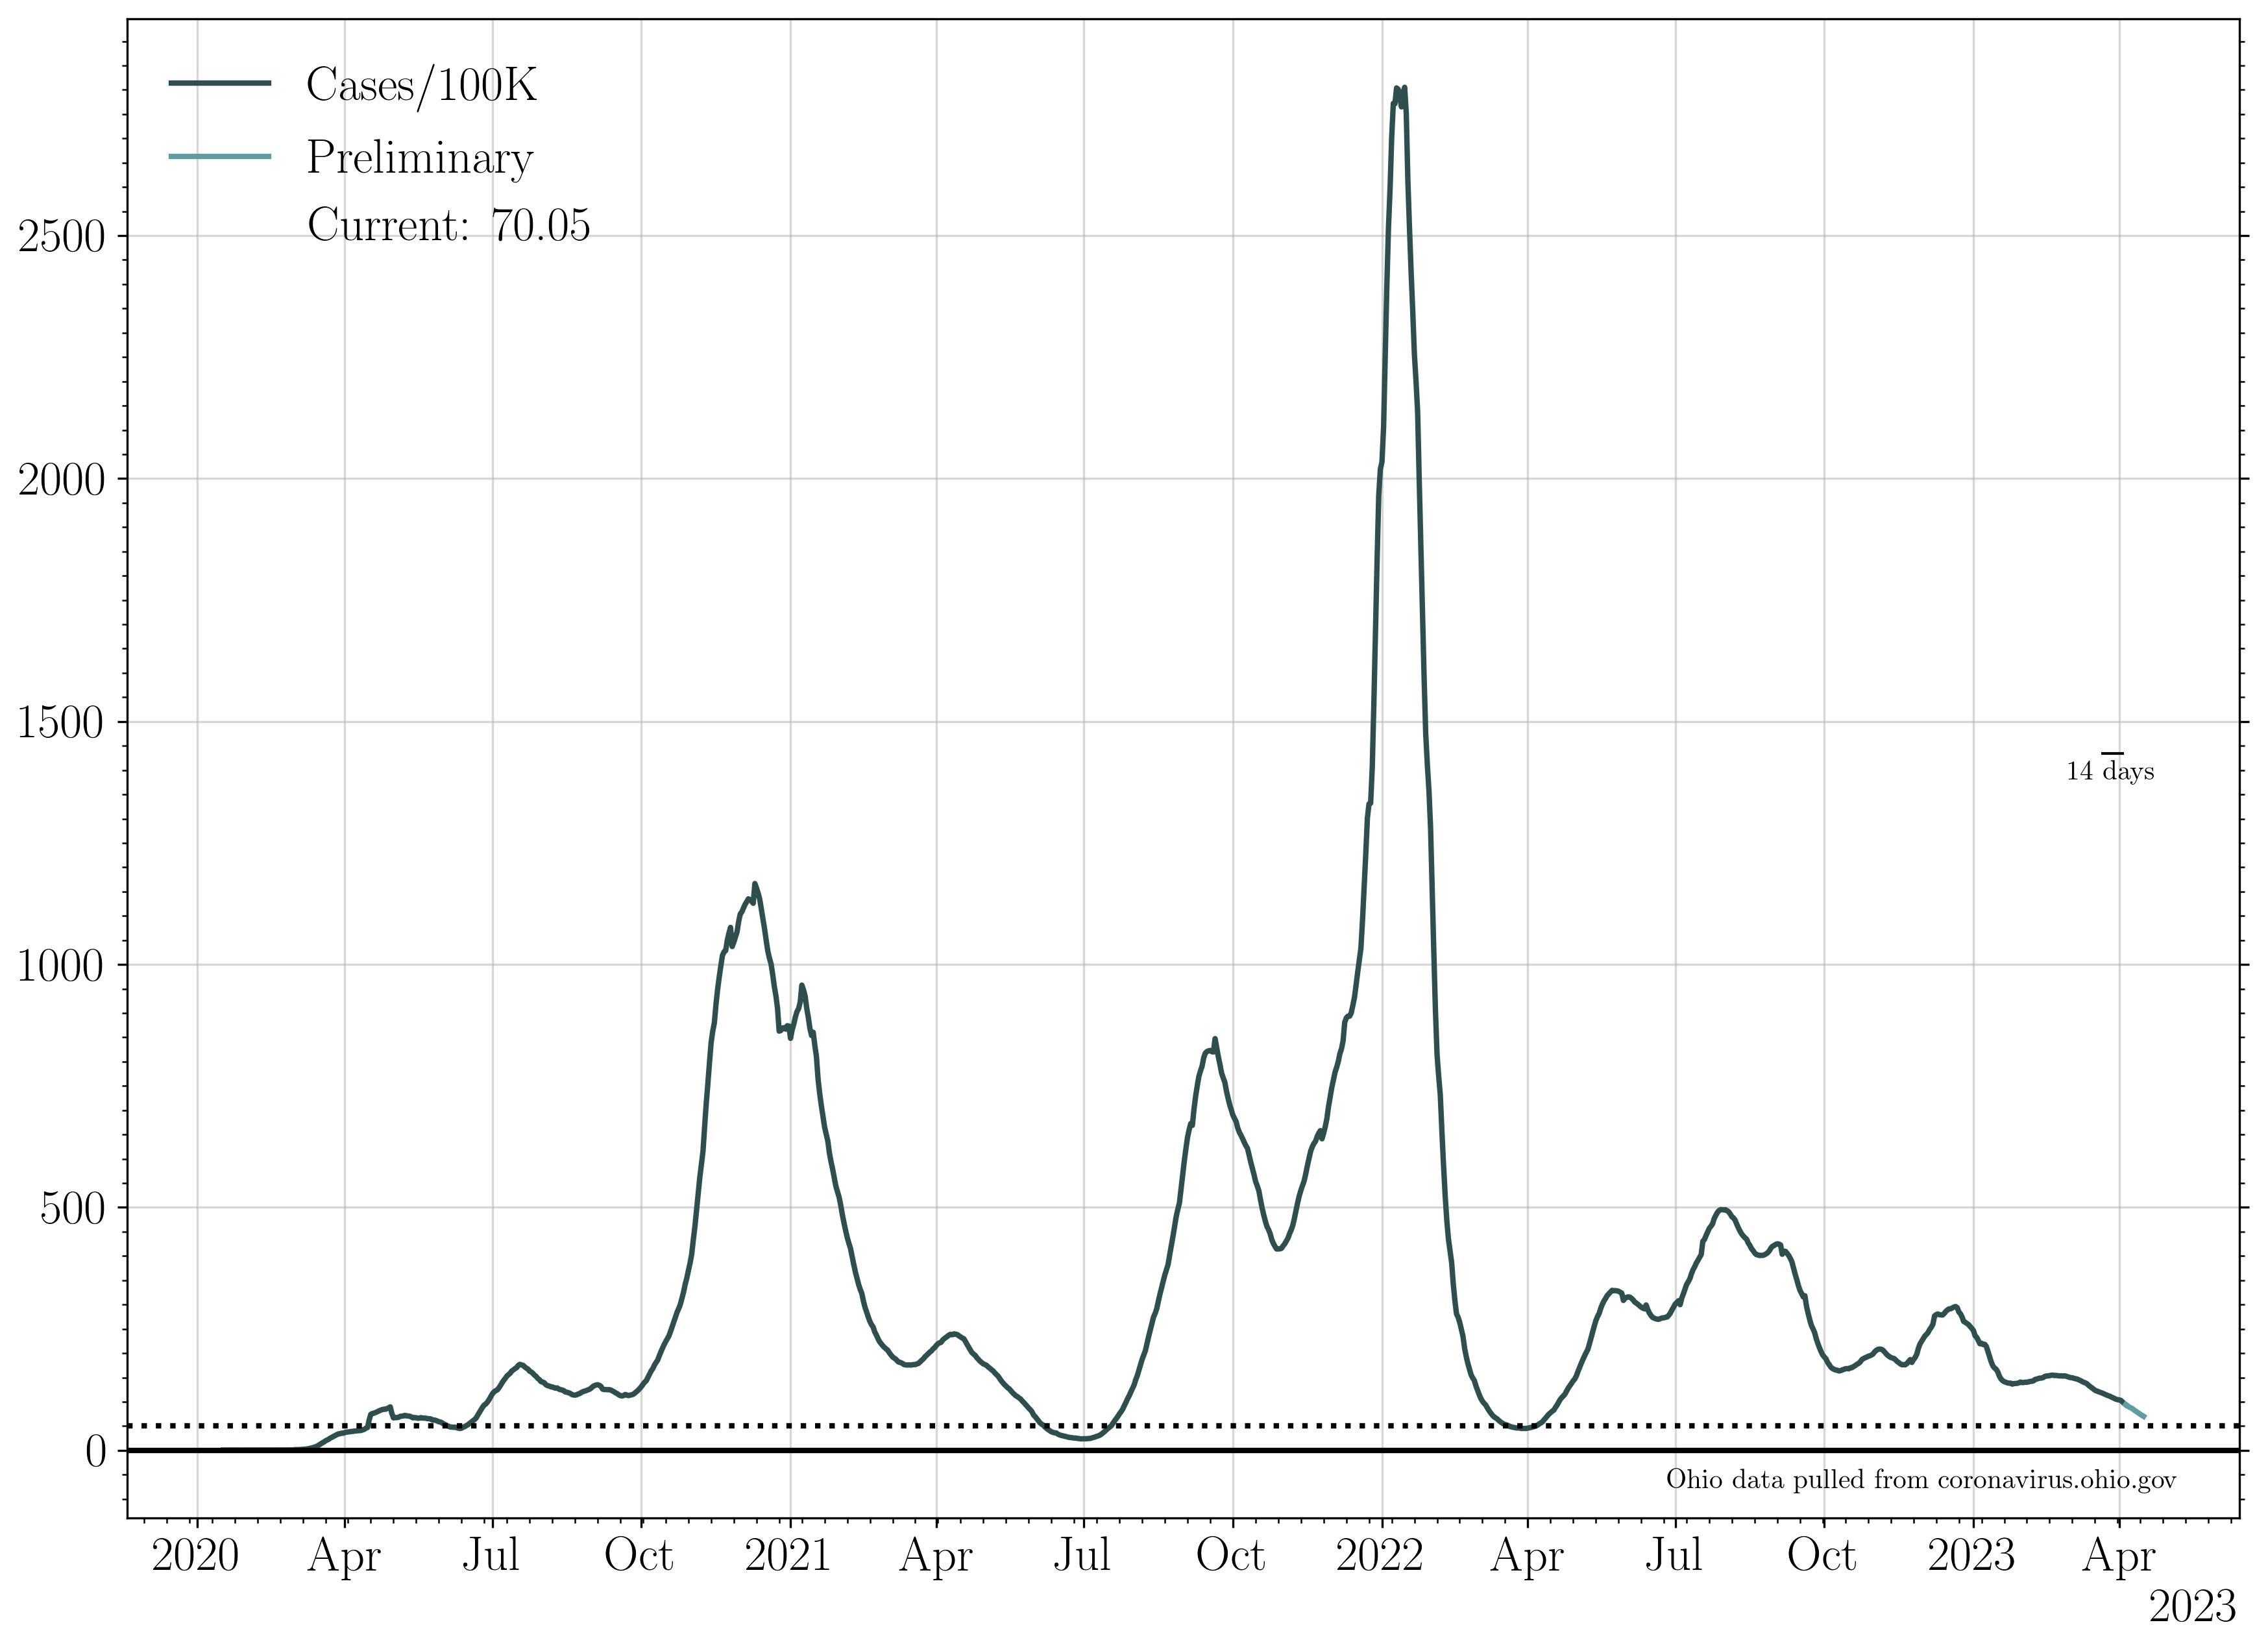 Cases/100K
Preliminary
Current: 70.05
2500
2000
1500
14 days
1000
500
0
Ohio data pulled from coronavirus.ohio.gov
2020 Apr Jul Oct 2021 Apr Jul Oct 2022 Apr Jul Oct 2023 Apr
2023